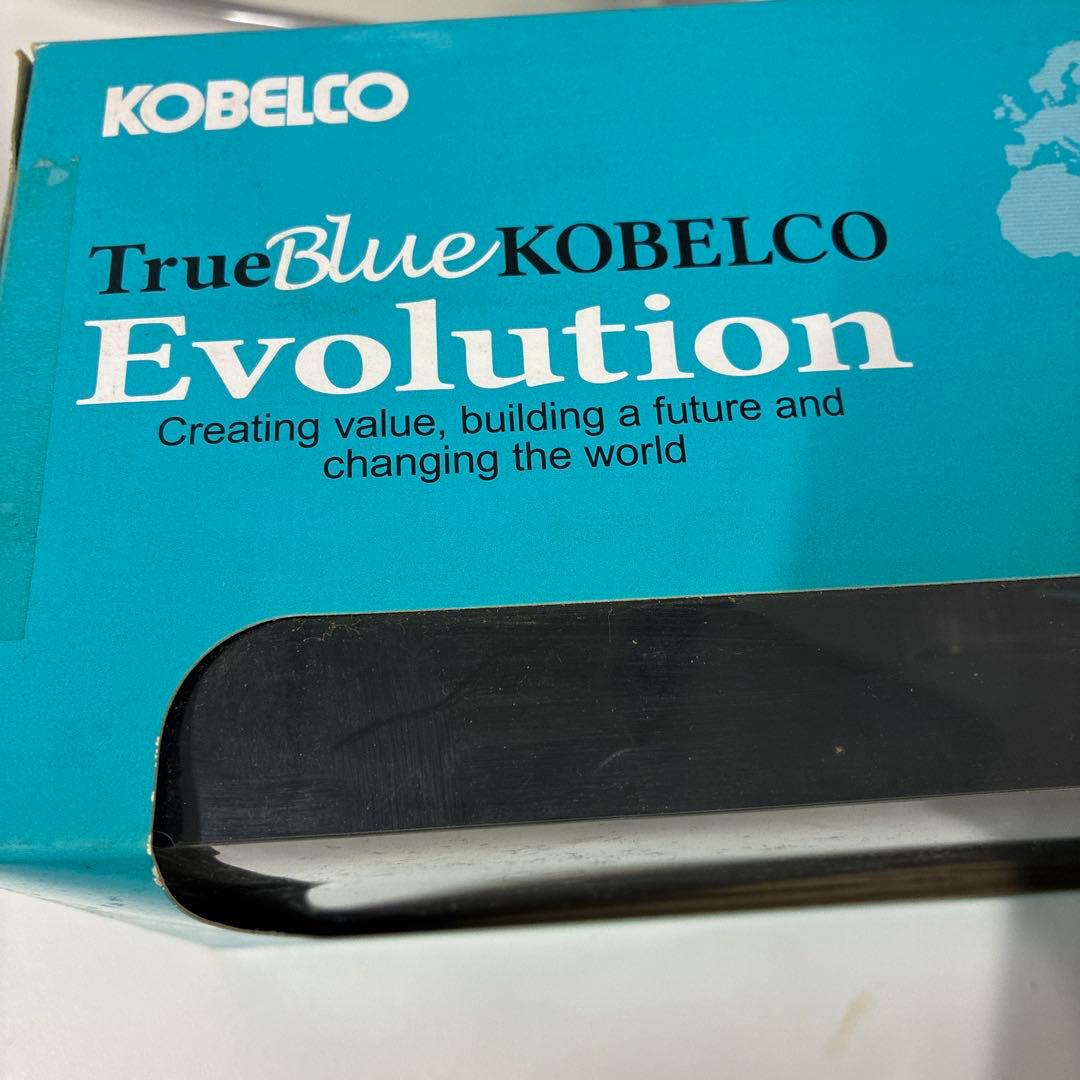 KOBELCO
TrueBlueKOBELCO
Evolution
Creating value, building a future and
changing the world